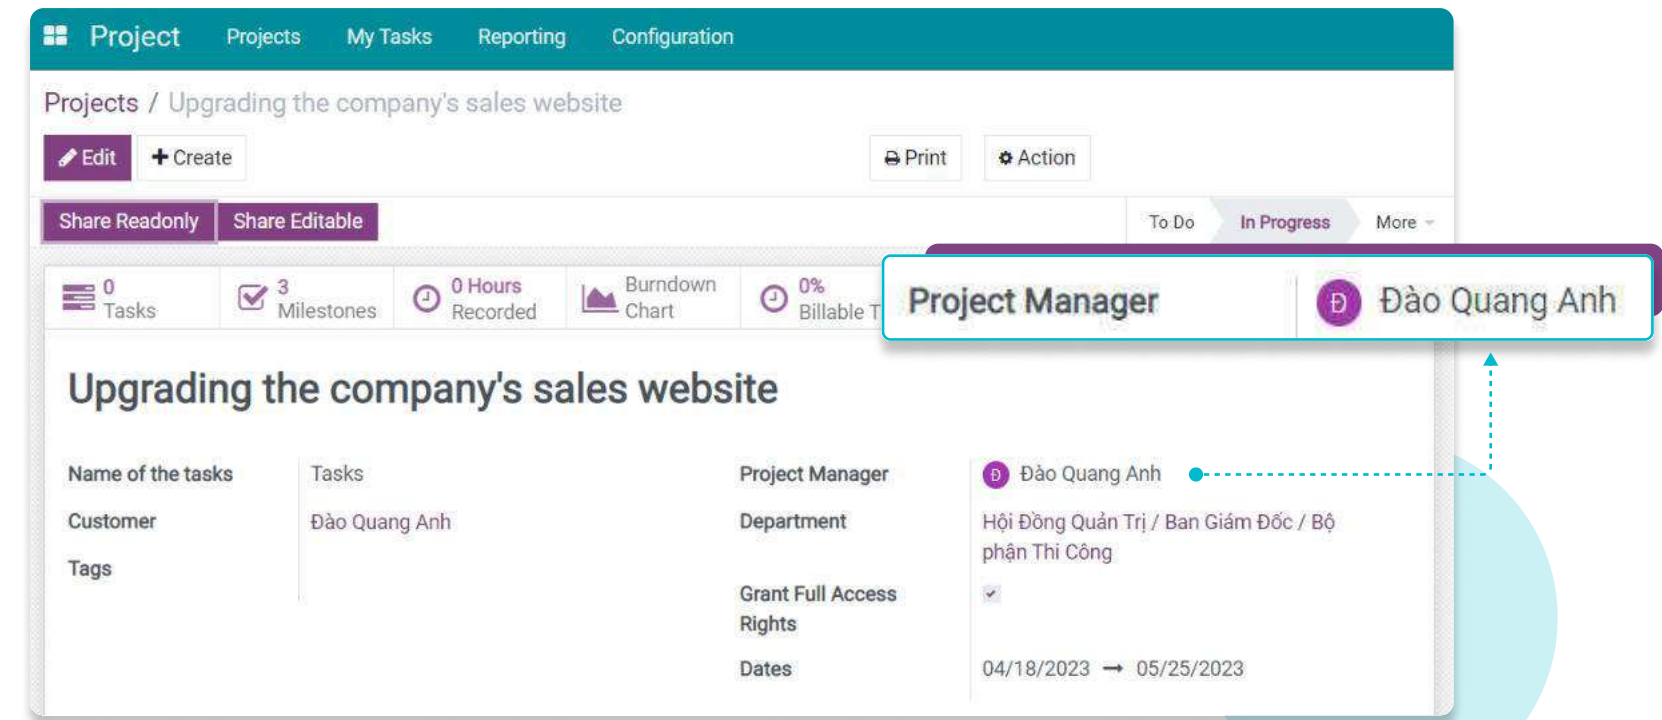 Project Projects My Tasks Reporting Configuration
Projects / Upgrading the company's sales website
Edit + Create Print Action
Share Readonly Share Editable To Do In Progress More
0 Tasks
3 Milestones
0 Hours Recorded
Burndown Chart
0% Billable T
Project Manager Đ Đào Quang Anh
Upgrading the company's sales website
Name of the tasks Tasks
Customer Đào Quang Anh
Tags
Project Manager Đ Đào Quang Anh
Department Hội Đồng Quản Trị / Ban Giám Đốc / Bộ
phận Thi Công
Grant Full Access
Rights
Dates 04/18/2023 → 05/25/2023